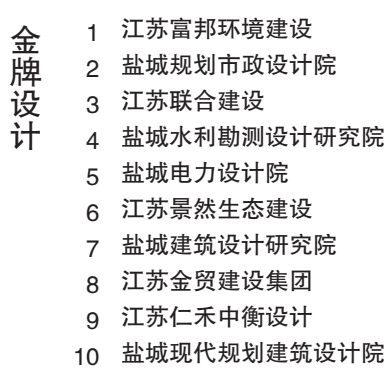 金牌设计
1 江苏富邦环境建设
2 盐城规划市政设计院
3 江苏联合建设
4 盐城水利勘测设计研究院
5 盐城电力设计院
6 江苏景然生态建设
7 盐城建筑设计研究院
8 江苏金贸建设集团
9 江苏仁禾中衡设计
10 盐城现代规划建筑设计院